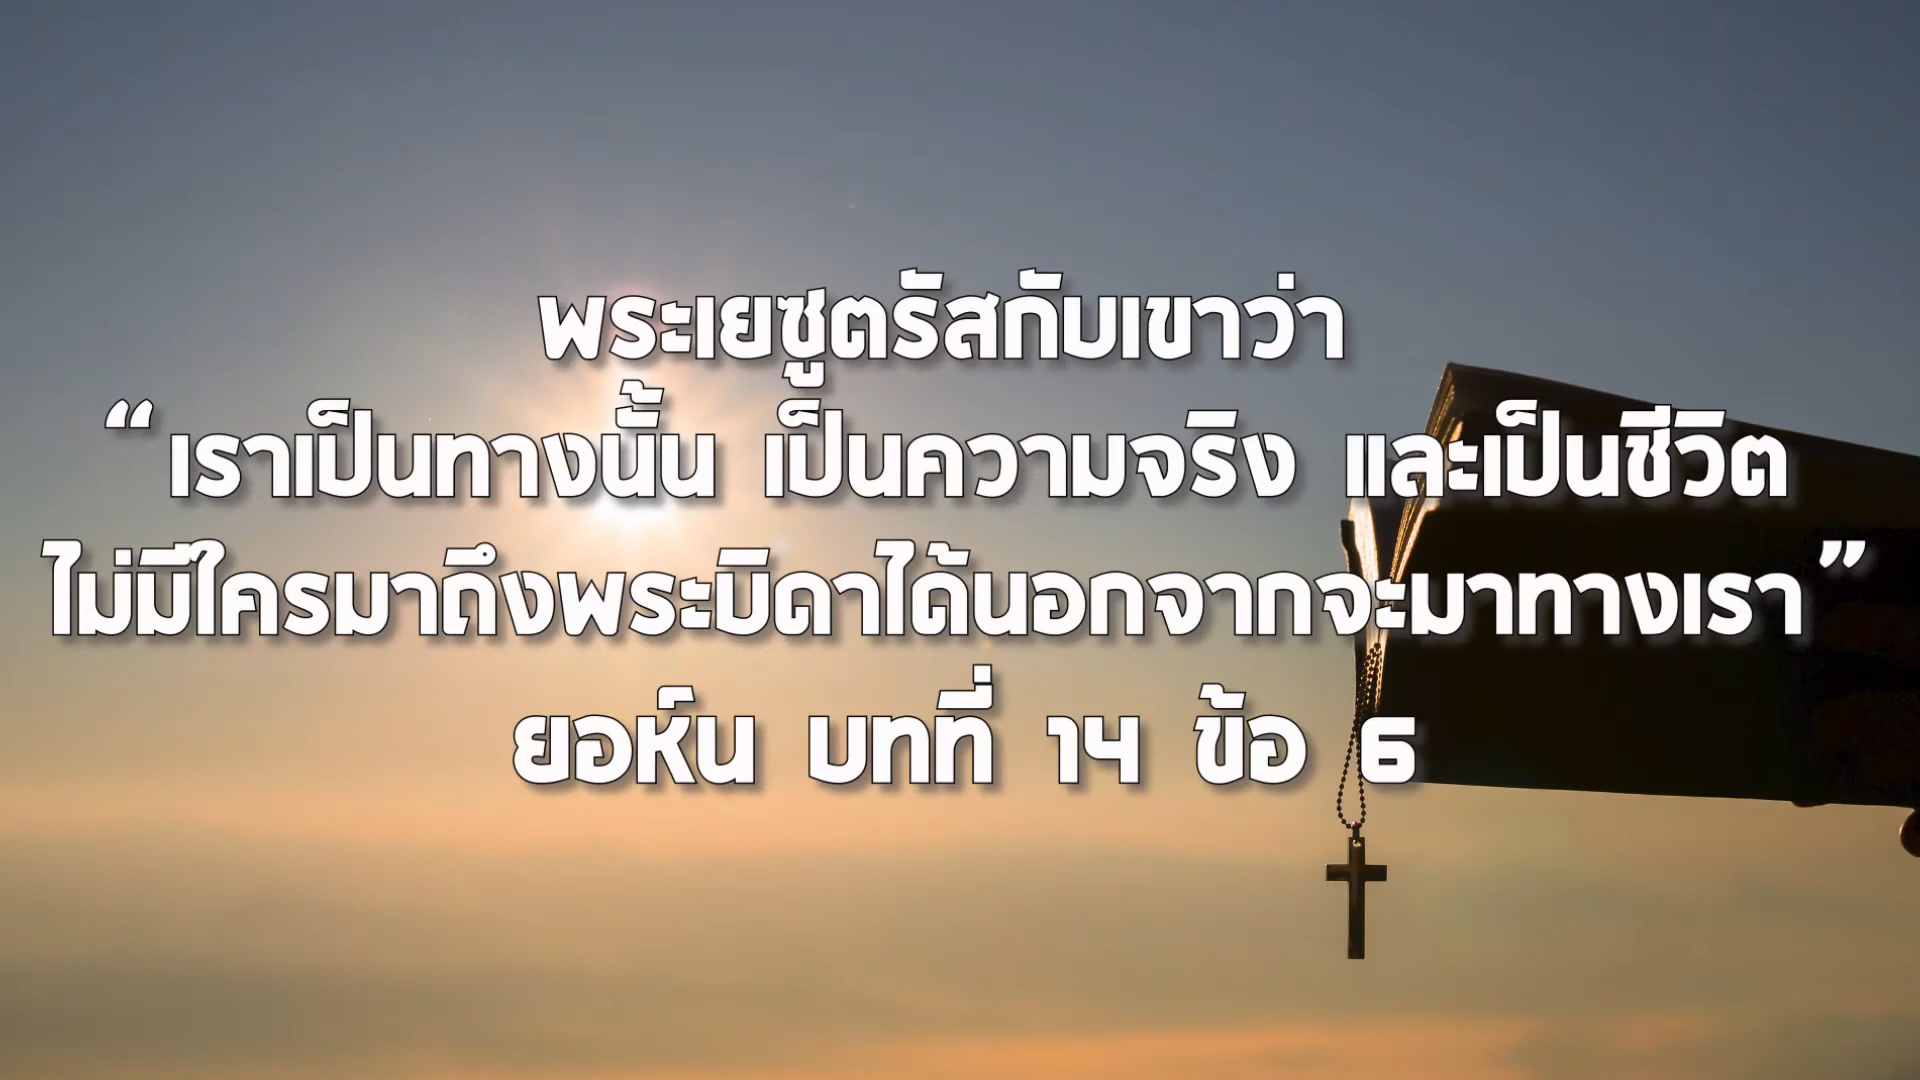 พระเยซูตรัสกับเขาว่า
“เราเป็นทางนั้น เป็นความจริง และเป็นชีวิต
ไม่มีใครมาถึงพระบิดาได้นอกจากจะมาทางเรา”
ยอห์น บทที่ 14 ข้อ 6